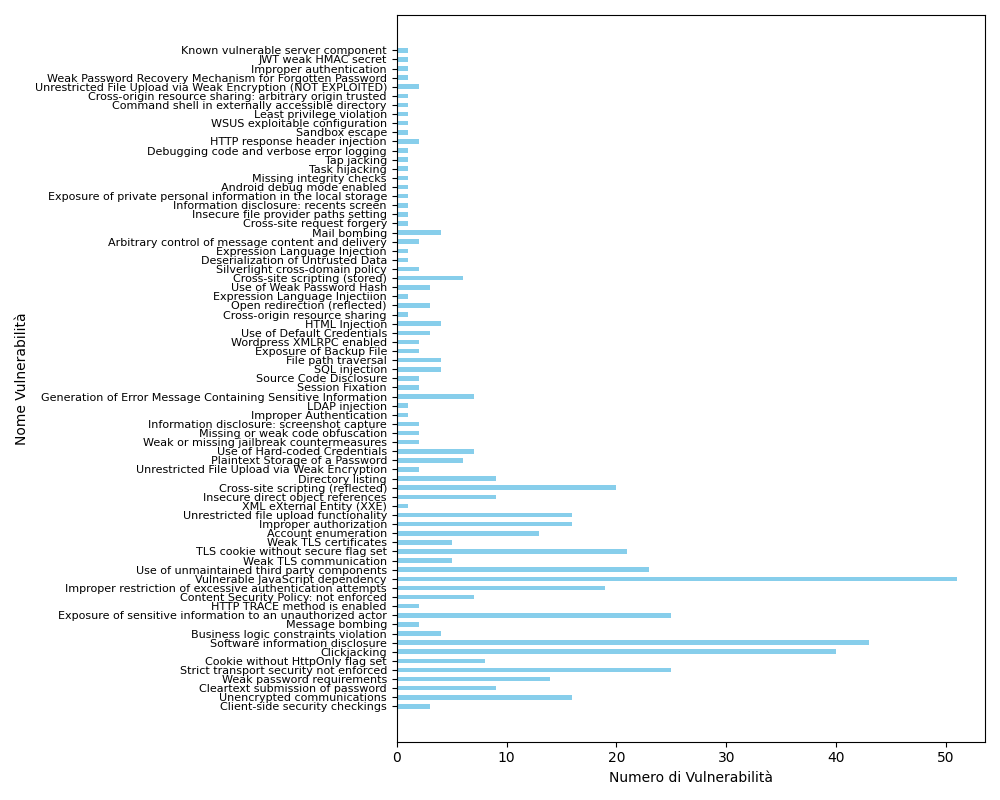 Known vulnerable server component
JWT weak HMAC secret
Improper authentication
Weak Password Recovery Mechanism for Forgotten Password
Unrestricted File Upload via Weak Encryption (NOT EXPLOITED)
Cross-origin resource sharing: arbitrary origin trusted
Command shell in externally accessible directory
Least privilege violation
WSUS exploitable configuration
Sandbox escape
HTTP response header injection
Debugging code and verbose error logging
Tap jacking
Task hijacking
Missing integrity checks
Android debug mode enabled
Exposure of private personal information in the local storage
Information disclosure: recents screen
Insecure file provider paths setting
Cross-site request forgery
Mail bombing
Arbitrary control of message content and delivery
Expression Language Injection
Deserialization of Untrusted Data
Silverlight cross-domain policy
Cross-site scripting (stored)
Use of Weak Password Hash
Expression Language Injectiion
Open redirection (reflected)
Cross-origin resource sharing
HTML Injection
Use of Default Credentials
Wordpress XMLRPC enabled
Exposure of Backup File
File path traversal
SQL injection
Source Code Disclosure
Session Fixation
Generation of Error Message Containing Sensitive Information
LDAP injection
Improper Authentication
Information disclosure: screenshot capture
Missing or weak code obfuscation
Weak or missing jailbreak countermeasures
Use of Hard-coded Credentials
Plaintext Storage of a Password
Unrestricted File Upload via Weak Encryption
Directory listing
Cross-site scripting (reflected)
Insecure direct object references
XML eXternal Entity (XXE)
Unrestricted file upload functionality
Improper authorization
Account enumeration
Weak TLS certificates
TLS cookie without secure flag set
Weak TLS communication
Use of unmaintained third party components
Vulnerable JavaScript dependency
Improper restriction of excessive authentication attempts
Content Security Policy: not enforced
HTTP TRACE method is enabled
Exposure of sensitive information to an unauthorized actor
Message bombing
Business logic constraints violation
Software information disclosure
Clickjacking
Cookie without HttpOnly flag set
Strict transport security not enforced
Weak password requirements
Cleartext submission of password
Unencrypted communications
Client-side security checkings
Nome Vulnerabilità
0 10 20 30 40 50
Numero di Vulnerabilità